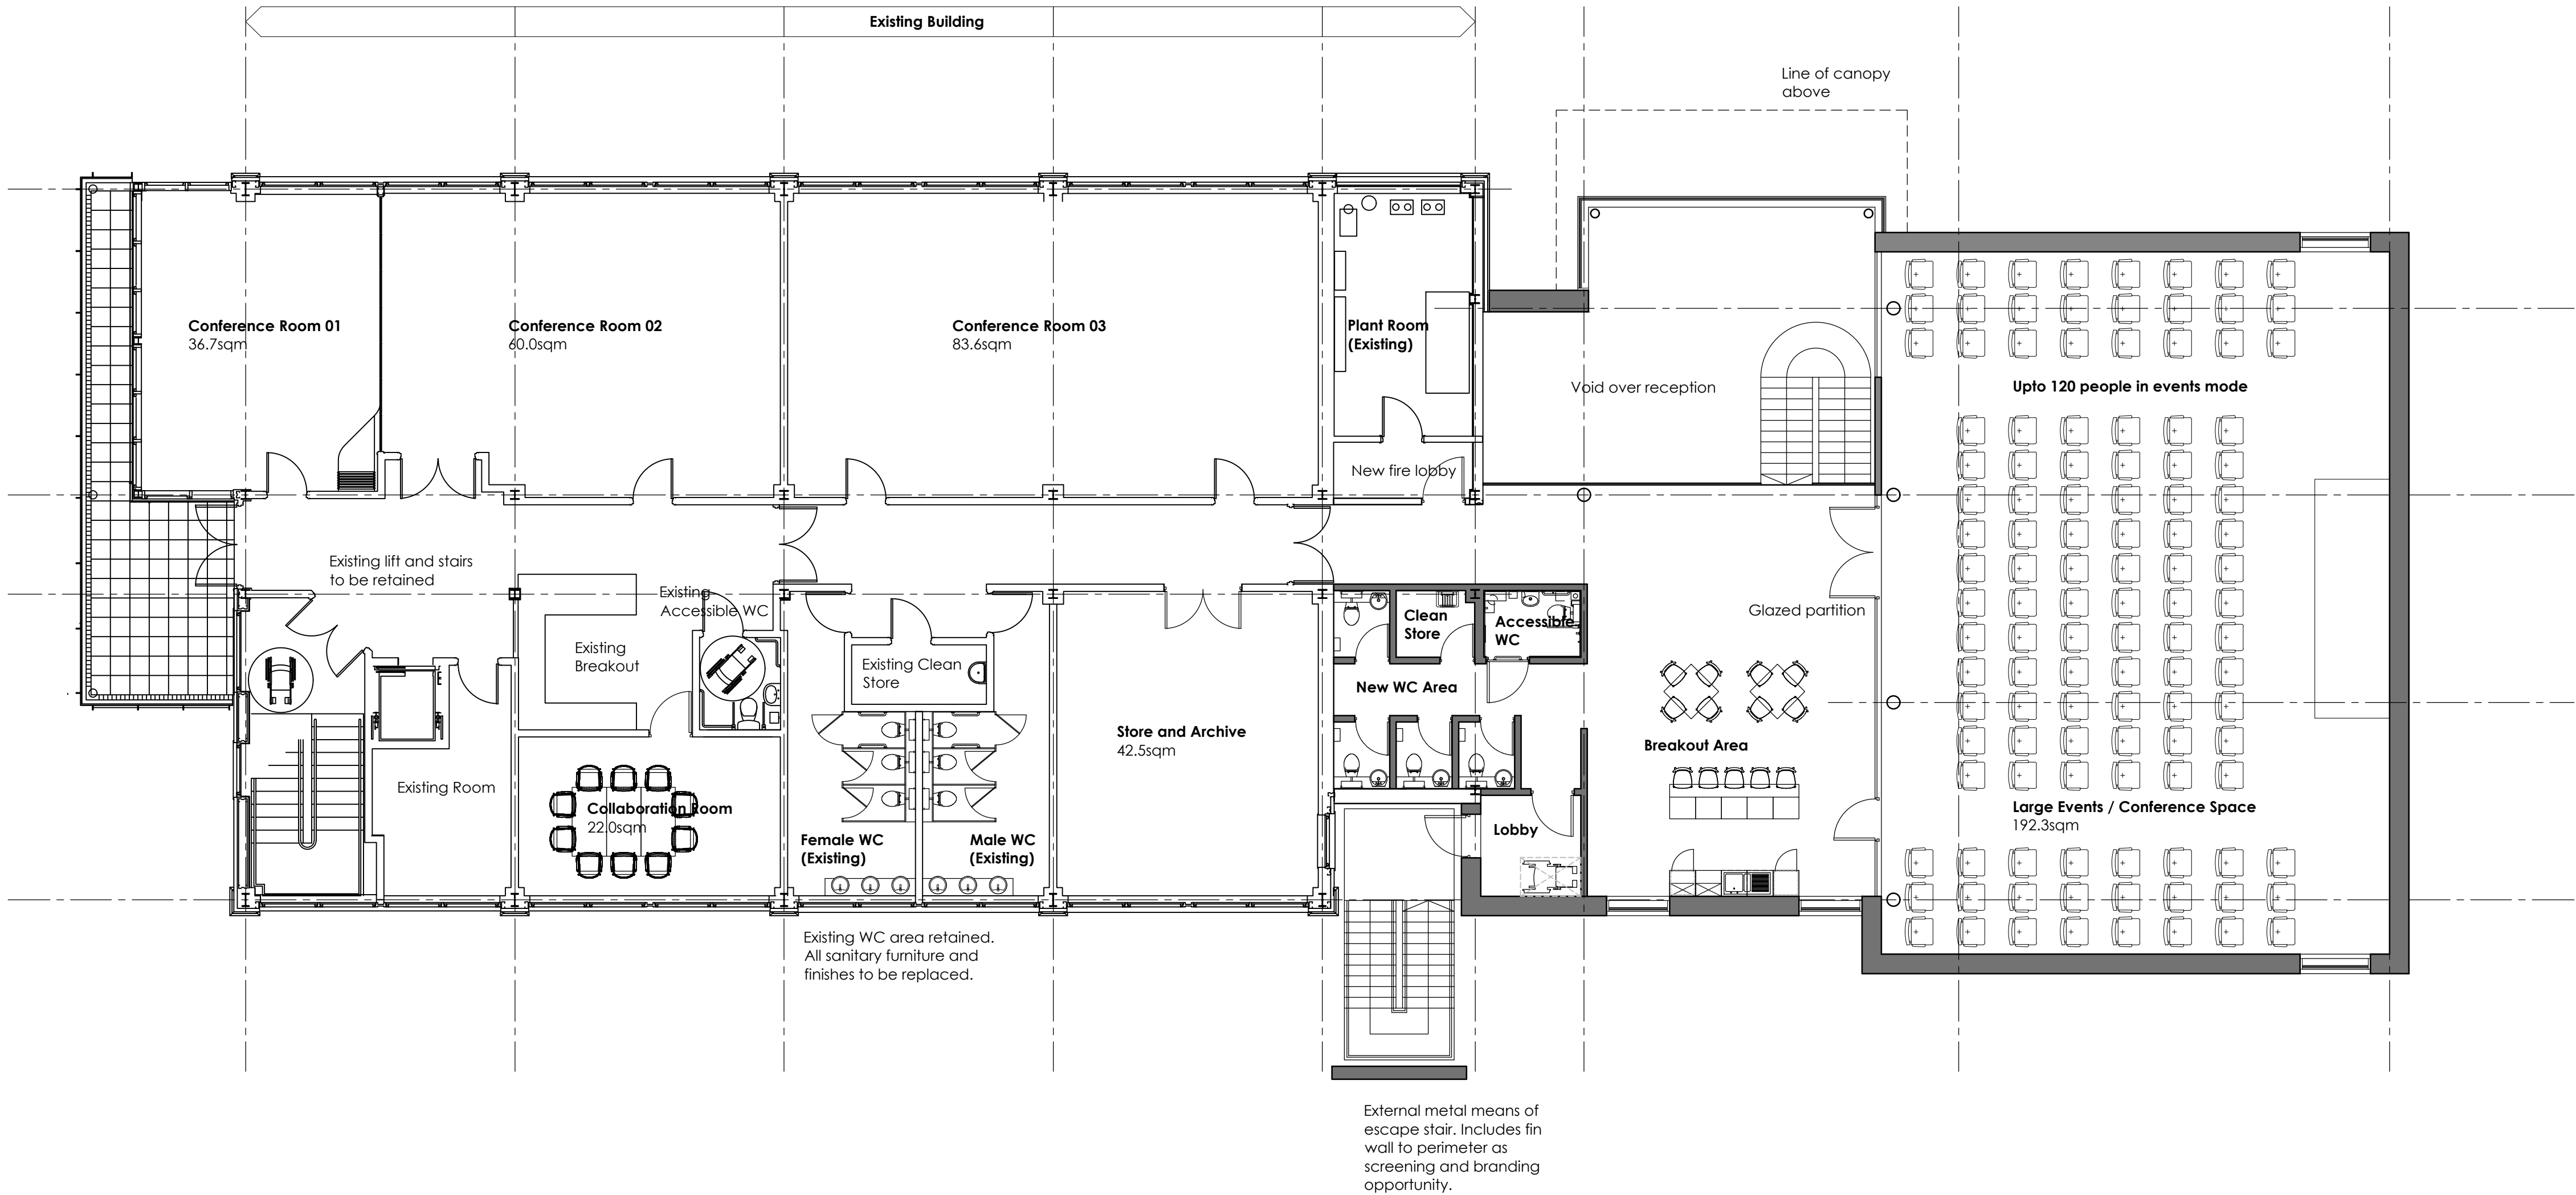 Existing Building
Line of canopy
above
Conference Room 01
36.7sqm
Conference Room 02
60.0sqm
Conference Room 03
83.6sqm
Plant Room
(Existing)
Void over reception
Upto 120 people in events mode
New fire lobby
Existing lift and stairs
to be retained
Existing
Accessible WC
Existing
Breakout
Existing Clean
Store
Clean
Store
Accessible
WC
Glazed partition
New WC Area
Store and Archive
42.5sqm
Breakout Area
Existing Room
Collaboration Room
22.0sqm
Female WC
(Existing)
Male WC
(Existing)
Lobby
Large Events / Conference Space
192.3sqm
Existing WC area retained.
All sanitary furniture and
finishes to be replaced.
External metal means of
escape stair. Includes fin
wall to perimeter as
screening and branding
opportunity.